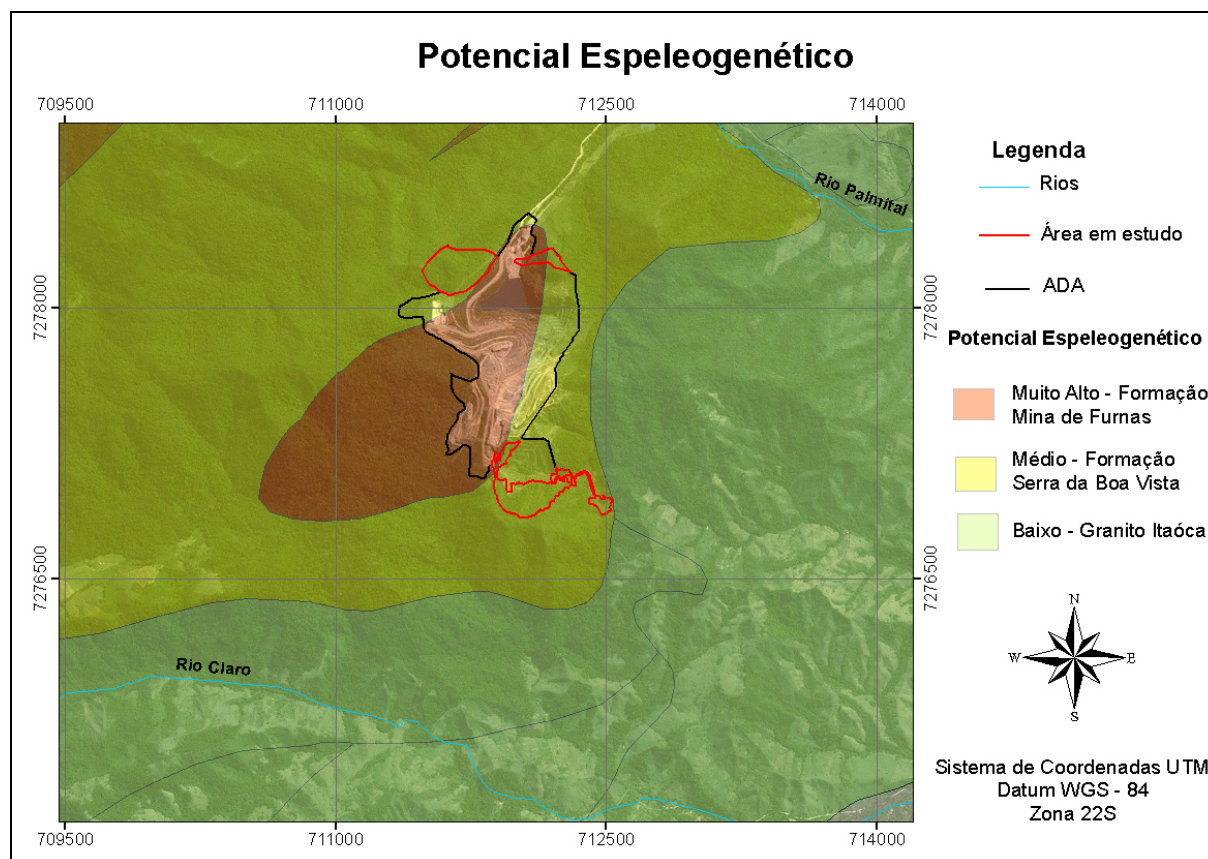 Potencial Espeleogenético
709500 711000 712500 714000
Rio Palmital
7278000 7278000
7276500 7276500
Rio Claro
709500 711000 712500 714000
Legenda
Rios
Área em estudo
ADA
Potencial Espeleogenético
Muito Alto - Formação
Mina de Furnas
Médio - Formação
Serra da Boa Vista
Baixo - Granito Itaóca
N
W E
S
Sistema de Coordenadas UTM
Datum WGS - 84
Zona 22S